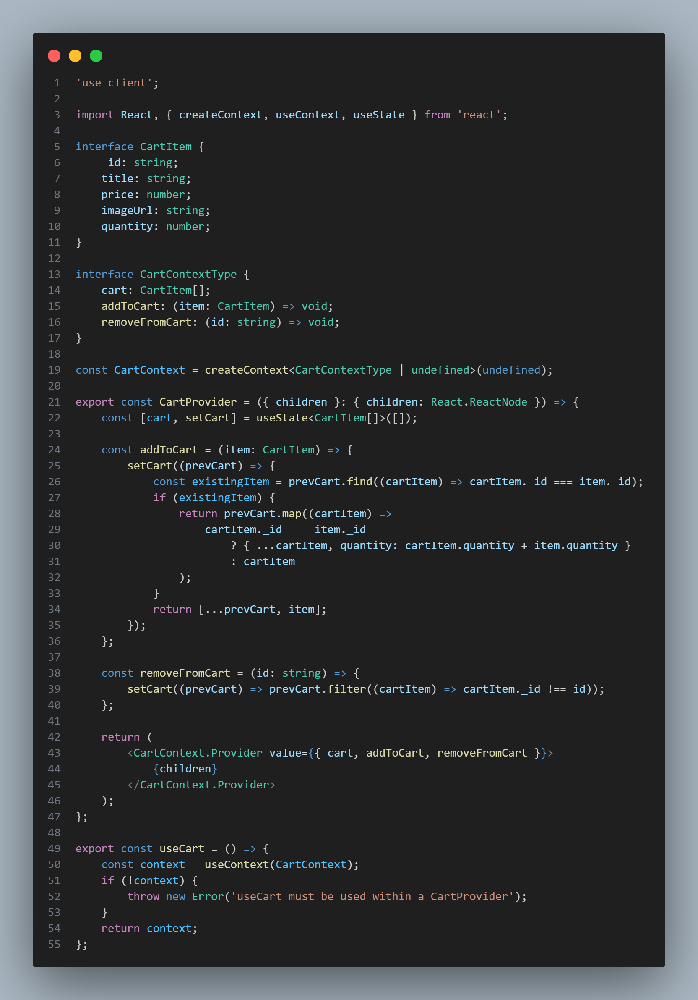 1 'use client';
2
3 import React, { createContext, useContext, useState } from 'react';
4
5 interface CartItem {
6     _id: string;
7     title: string;
8     price: number;
9     imageUrl: string;
10     quantity: number;
11 }
12
13 interface CartContextType {
14     cart: CartItem[];
15     addToCart: (item: CartItem) => void;
16     removeFromCart: (id: string) => void;
17 }
18
19 const CartContext = createContext<CartContextType | undefined>(undefined);
20
21 export const CartProvider = ({ children }: { children: React.ReactNode }) => {
22     const [cart, setCart] = useState<CartItem[]>([]);
23
24     const addToCart = (item: CartItem) => {
25         setCart((prevCart) => {
26             const existingItem = prevCart.find((cartItem) => cartItem._id === item._id);
27             if (existingItem) {
28                 return prevCart.map((cartItem) =>
29                     cartItem._id === item._id
30                         ? { ...cartItem, quantity: cartItem.quantity + item.quantity }
31                         : cartItem
32                 );
33             }
34             return [...prevCart, item];
35         });
36     };
37
38     const removeFromCart = (id: string) => {
39         setCart((prevCart) => prevCart.filter((cartItem) => cartItem._id !== id));
40     };
41
42     return (
43         <CartContext.Provider value={{ cart, addToCart, removeFromCart }}>
44             {children}
45         </CartContext.Provider>
46     );
47 };
48
49 export const useCart = () => {
50     const context = useContext(CartContext);
51     if (!context) {
52         throw new Error('useCart must be used within a CartProvider');
53     }
54     return context;
55 };